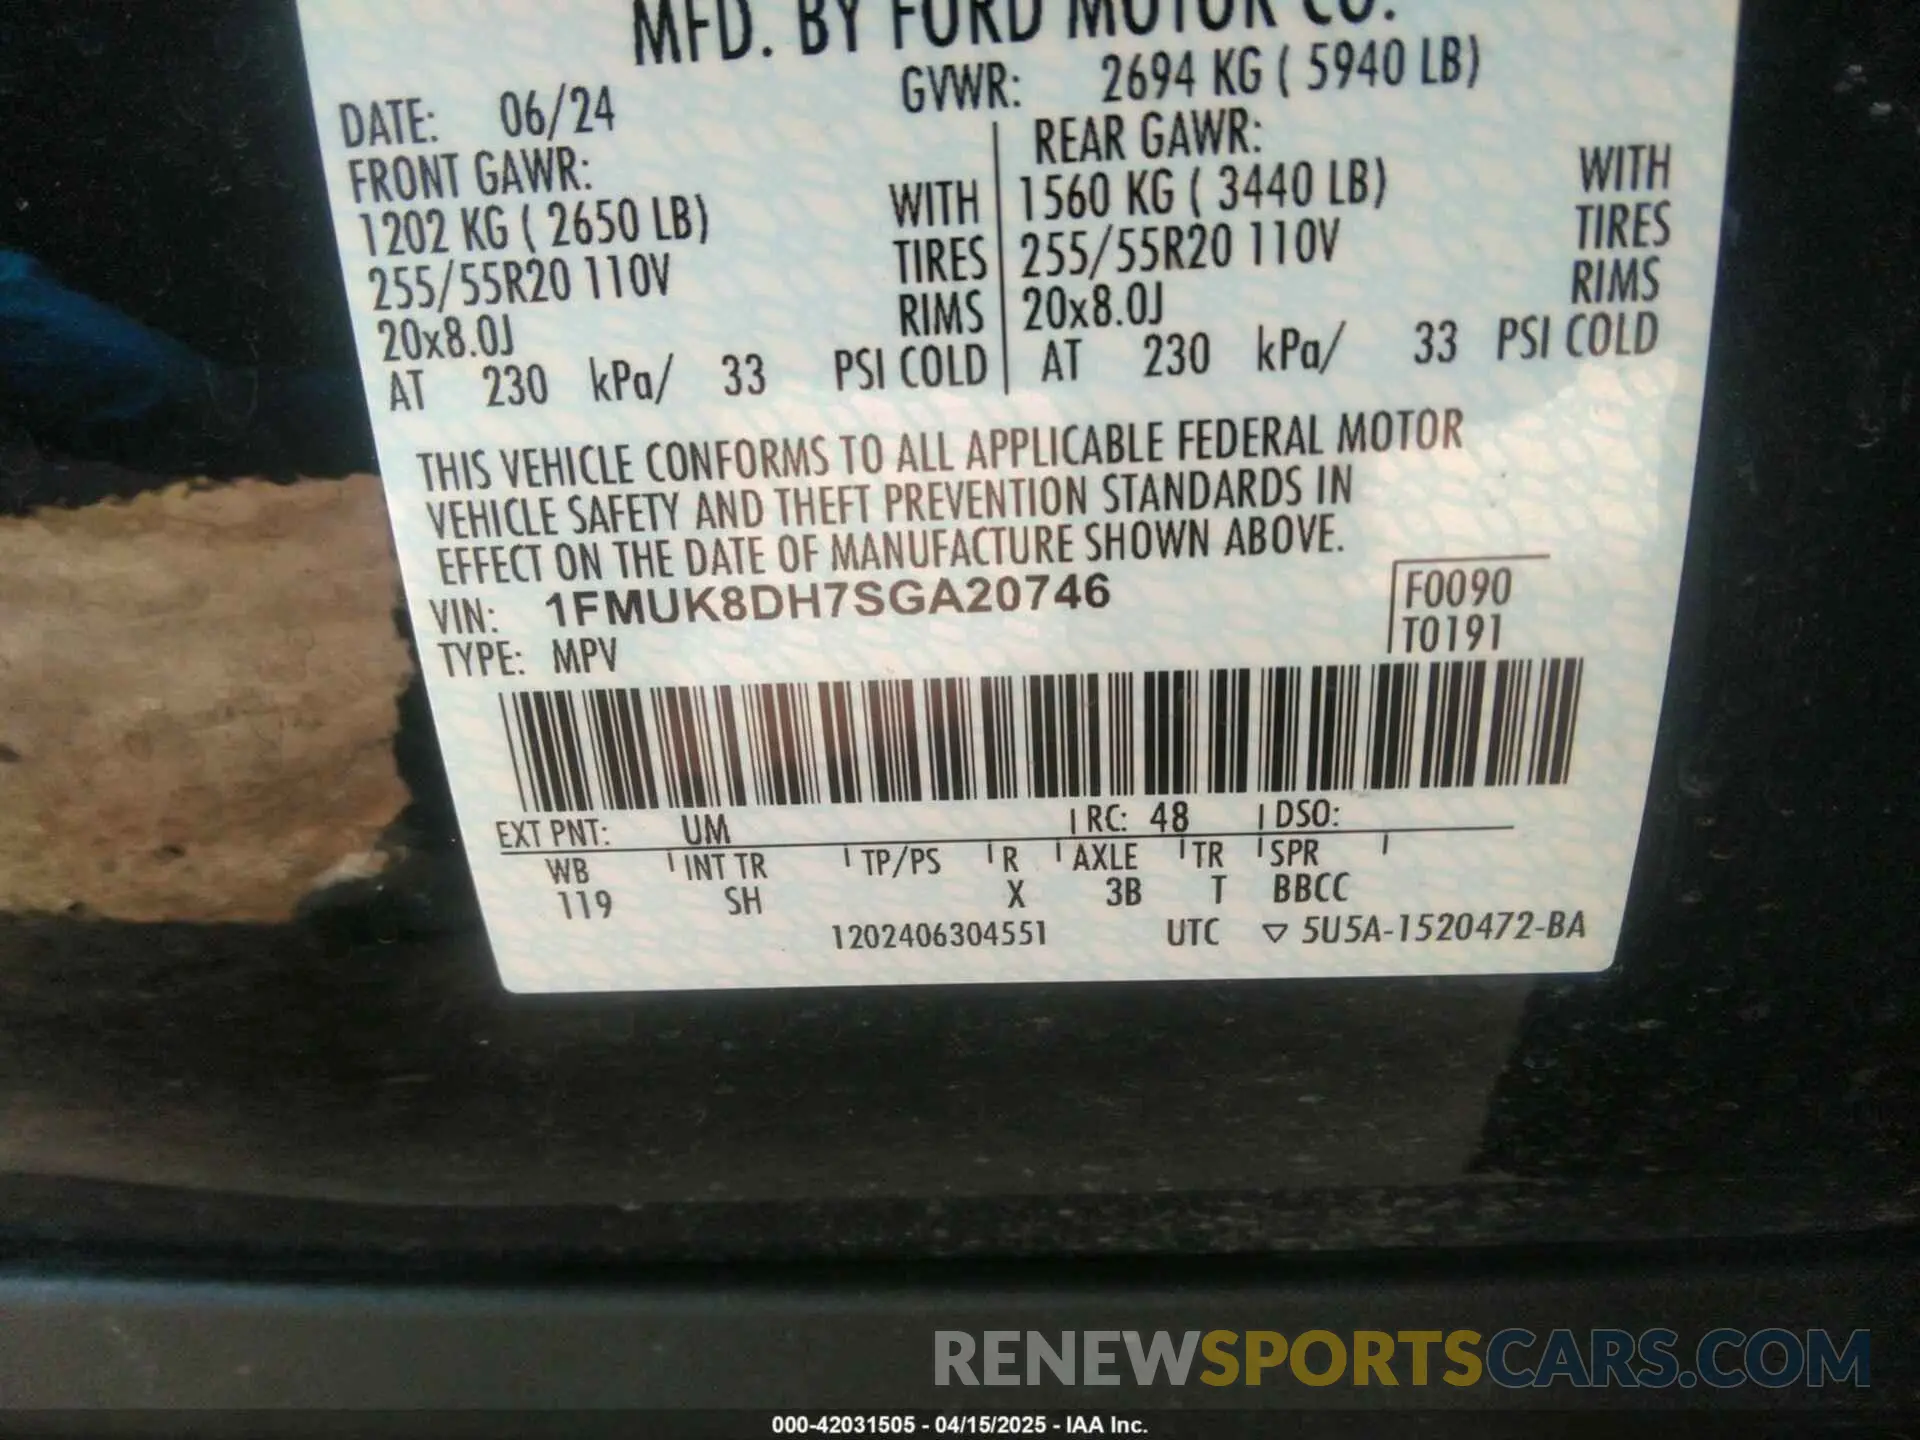 MFD. BY FORD MOTOR CO.
DATE: 06/24 GVWR: 2694 KG ( 5940 LB)
FRONT GAWR: REAR GAWR:
1202 KG ( 2650 LB) WITH 1560 KG ( 3440 LB) WITH
255/55R20 110V TIRES 255/55R20 110V TIRES
20x8.0J RIMS 20x8.0J RIMS
AT 230 kPa/ 33 PSI COLD AT 230 kPa/ 33 PSI COLD
THIS VEHICLE CONFORMS TO ALL APPLICABLE FEDERAL MOTOR
VEHICLE SAFETY AND THEFT PREVENTION STANDARDS IN
EFFECT ON THE DATE OF MANUFACTURE SHOWN ABOVE.
VIN: 1FMUK8DH7SGA20746 F0090
TYPE: MPV T0191
EXT PNT: UM RC: 48 DSO:
WB INT TR TP/PS R AXLE TR SPR
119 SH X 3B T BBCC
1202406304551 UTC ▽ 5U5A-1520472-BA
RENEWSPORTSCARS.COM
000-42031505 - 04/15/2025 - IAA Inc.